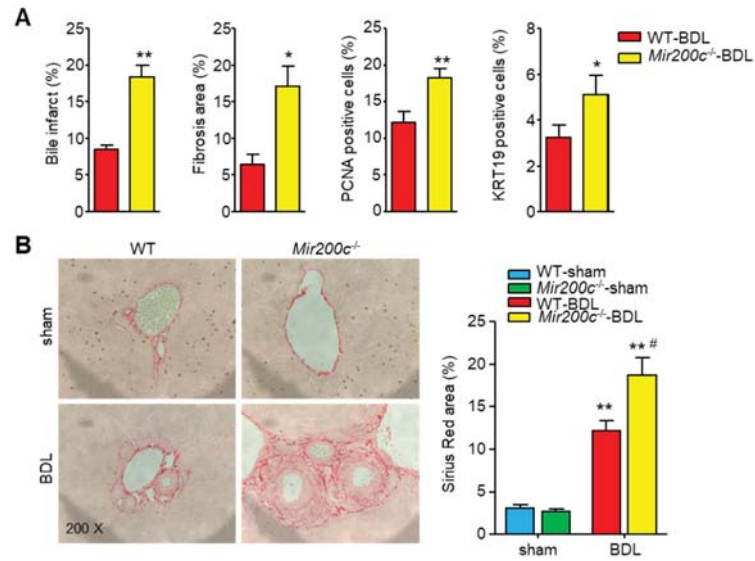 A
Bile infarct (%)
25
20
15
10
5
0
**
Fibrosis area (%)
25
20
15
10
5
0
*
PCNA positive cells (%)
25
20
15
10
5
0
**
KRT19 positive cells (%)
8
6
4
2
0
*
WT-BDL
Mir200c-/--BDL
B
WT
Mir200c-/-
sham
BDL
200 X
WT-sham
Mir200c-/--sham
WT-BDL
Mir200c-/--BDL
Sirius Red area (%)
25
20
15
10
5
0
**
** #
sham
BDL